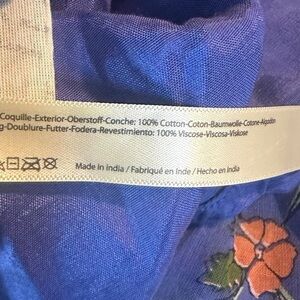 Coquille-Exterior-Oberstoff-Conche: 100% Cotton-Coton-Baumwolle-Cotone-Algodon
g-Doublure-Futter-Fodera-Revestimiento: 100% Viscose-Viscosa-Viskose
Made in india / Fabriqué en Inde / Hecho en India